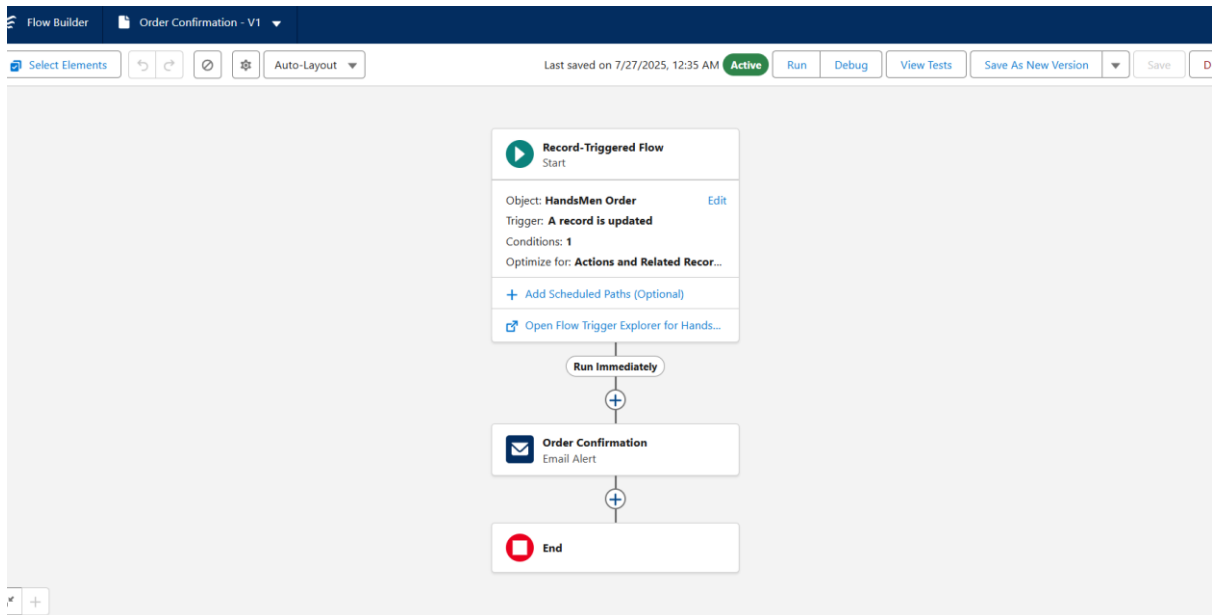 Flow Builder
Order Confirmation - V1
Select Elements
Auto-Layout
Last saved on 7/27/2025, 12:35 AM Active Run Debug View Tests Save As New Version Save D
Record-Triggered Flow
Start
Object: HandsMen Order Edit
Trigger: A record is updated
Conditions: 1
Optimize for: Actions and Related Recor...
+ Add Scheduled Paths (Optional)
Open Flow Trigger Explorer for Hands...
Run Immediately
Order Confirmation
Email Alert
End